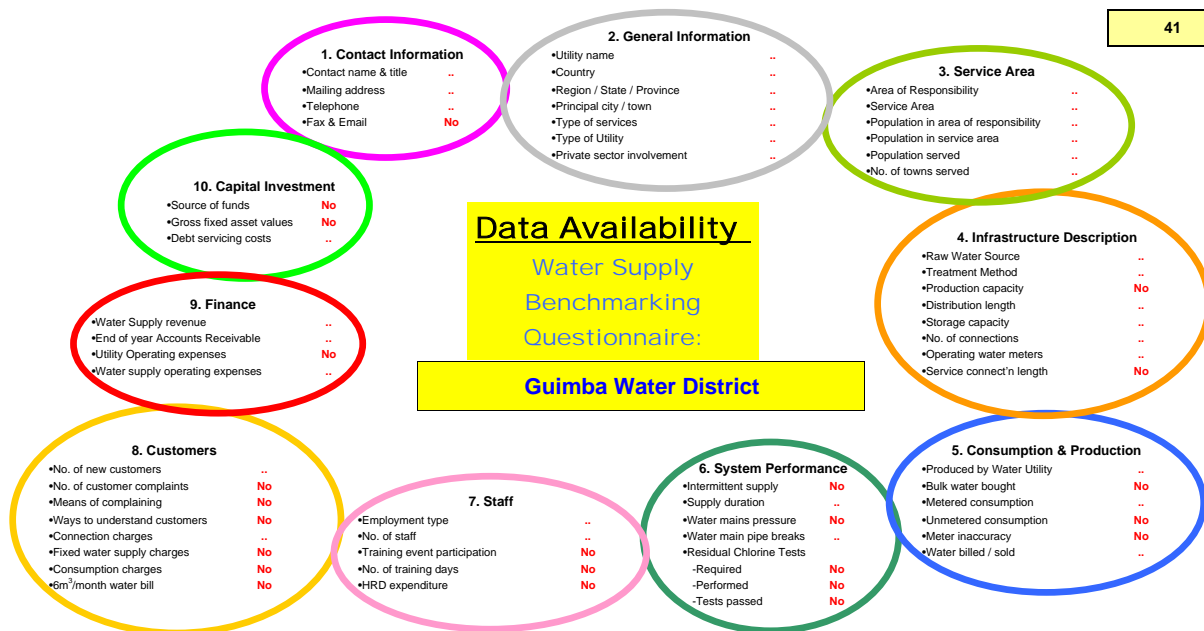 41
1. Contact Information
•Contact name & title ..
•Mailing address ..
•Telephone ..
•Fax & Email No
2. General Information
•Utility name ..
•Country ..
•Region / State / Province ..
•Principal city / town ..
•Type of services ..
•Type of Utility ..
•Private sector involvement ..
3. Service Area
•Area of Responsibility ..
•Service Area ..
•Population in area of responsibility ..
•Population in service area ..
•Population served ..
•No. of towns served ..
10. Capital Investment
•Source of funds No
•Gross fixed asset values No
•Debt servicing costs ..
Data Availability
Water Supply
Benchmarking
Questionnaire:
Guimba Water District
4. Infrastructure Description
•Raw Water Source ..
•Treatment Method ..
•Production capacity No
•Distribution length ..
•Storage capacity ..
•No. of connections ..
•Operating water meters ..
•Service connect'n length No
9. Finance
•Water Supply revenue ..
•End of year Accounts Receivable ..
•Utility Operating expenses No
•Water supply operating expenses ..
8. Customers
•No. of new customers ..
•No. of customer complaints No
•Means of complaining No
•Ways to understand customers No
•Connection charges ..
•Fixed water supply charges No
•Consumption charges No
•6m³/month water bill No
7. Staff
•Employment type ..
•No. of staff ..
•Training event participation No
•No. of training days No
•HRD expenditure No
6. System Performance
•Intermittent supply No
•Supply duration ..
•Water mains pressure No
•Water main pipe breaks ..
•Residual Chlorine Tests
-Required No
-Performed No
-Tests passed No
5. Consumption & Production
•Produced by Water Utility ..
•Bulk water bought No
•Metered consumption ..
•Unmetered consumption No
•Meter inaccuracy No
•Water billed / sold ..